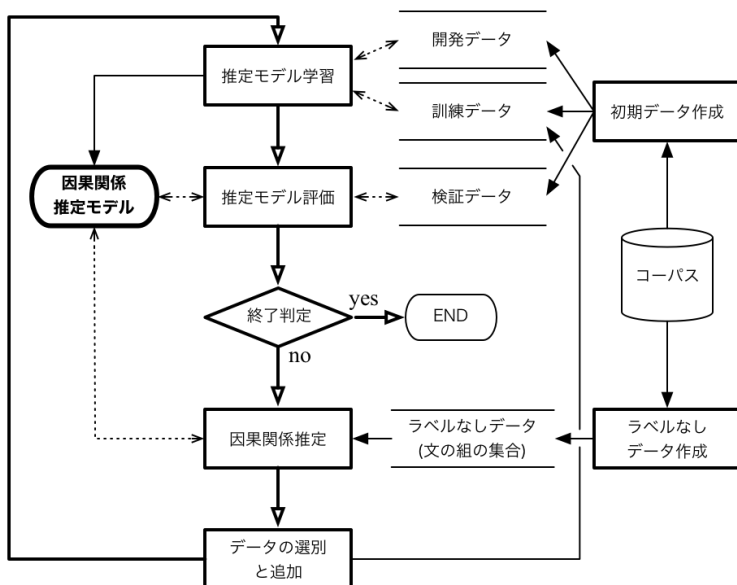 開発データ
推定モデル学習
訓練データ
初期データ作成
因果関係
推定モデル
推定モデル評価
検証データ
コーパス
終了判定
yes
END
no
因果関係推定
ラベルなしデータ
(文の組の集合)
ラベルなし
データ作成
データの選別
と追加